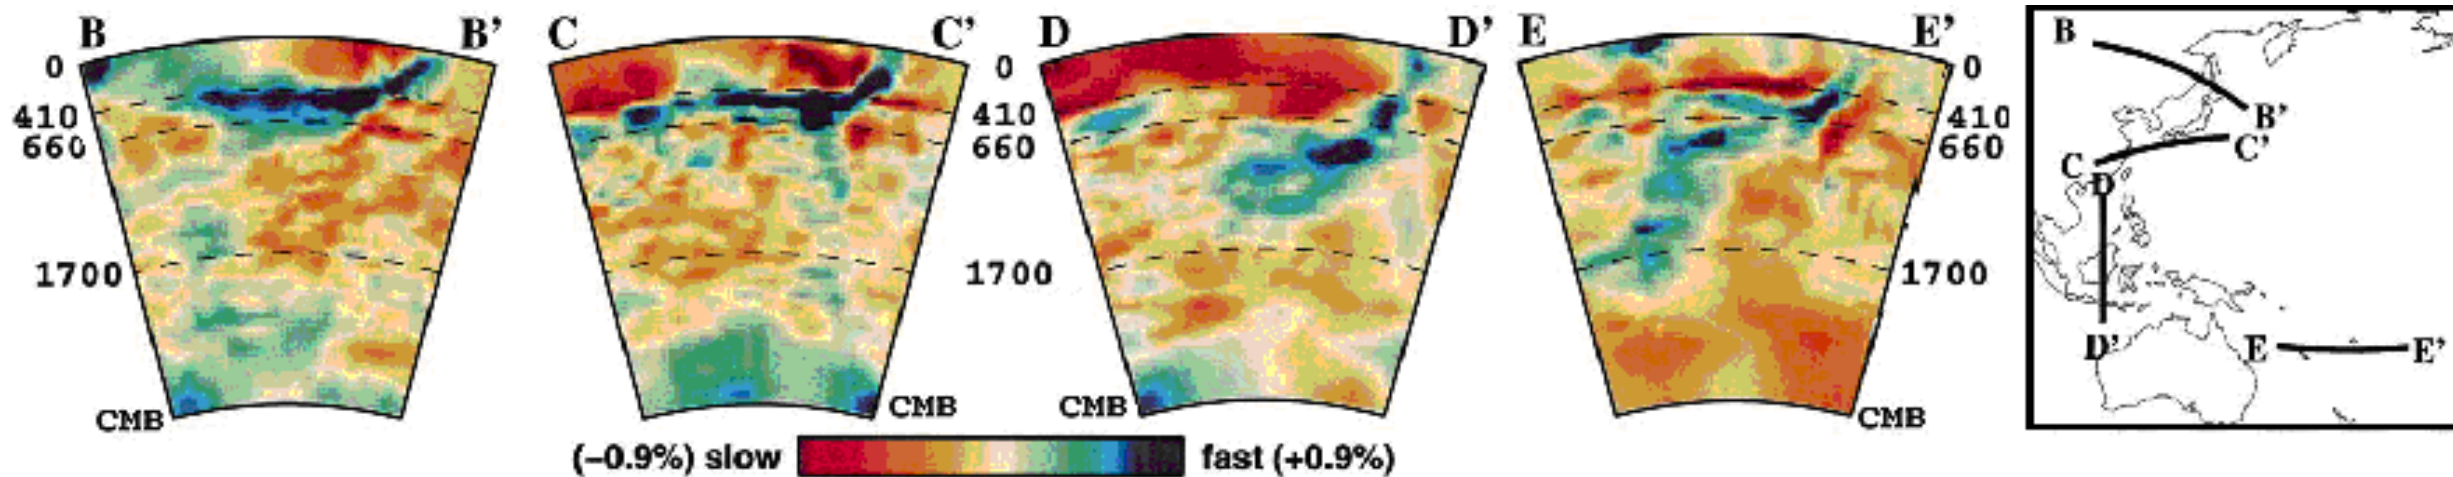 B B'
0
410
660
1700
CMB
C C'
0
410
660
1700
CMB
D D'
CMB
E E'
0
410
660
1700
CMB
B
B'
C
C'
D
D'
E
E'
(−0.9%) slow fast (+0.9%)